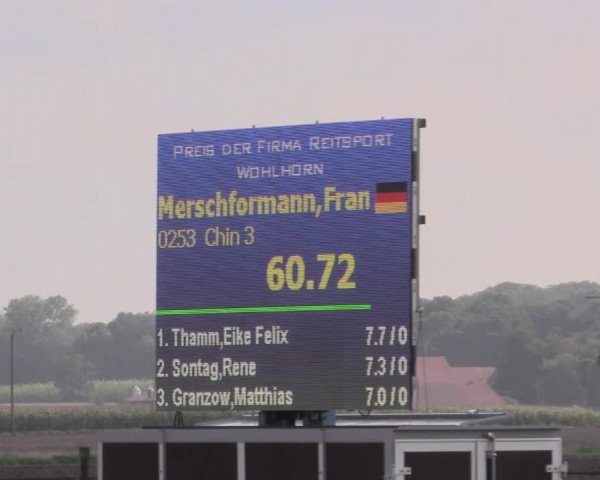 PREIS DER FIRMA REITSPORT
WOHLHORN
Merschformann,Fran
0253 Chin 3
60.72
1. Thamm,Eike Felix 7.7/0
2. Sontag,Rene 7.3/0
3. Granzow,Matthias 7.0/0